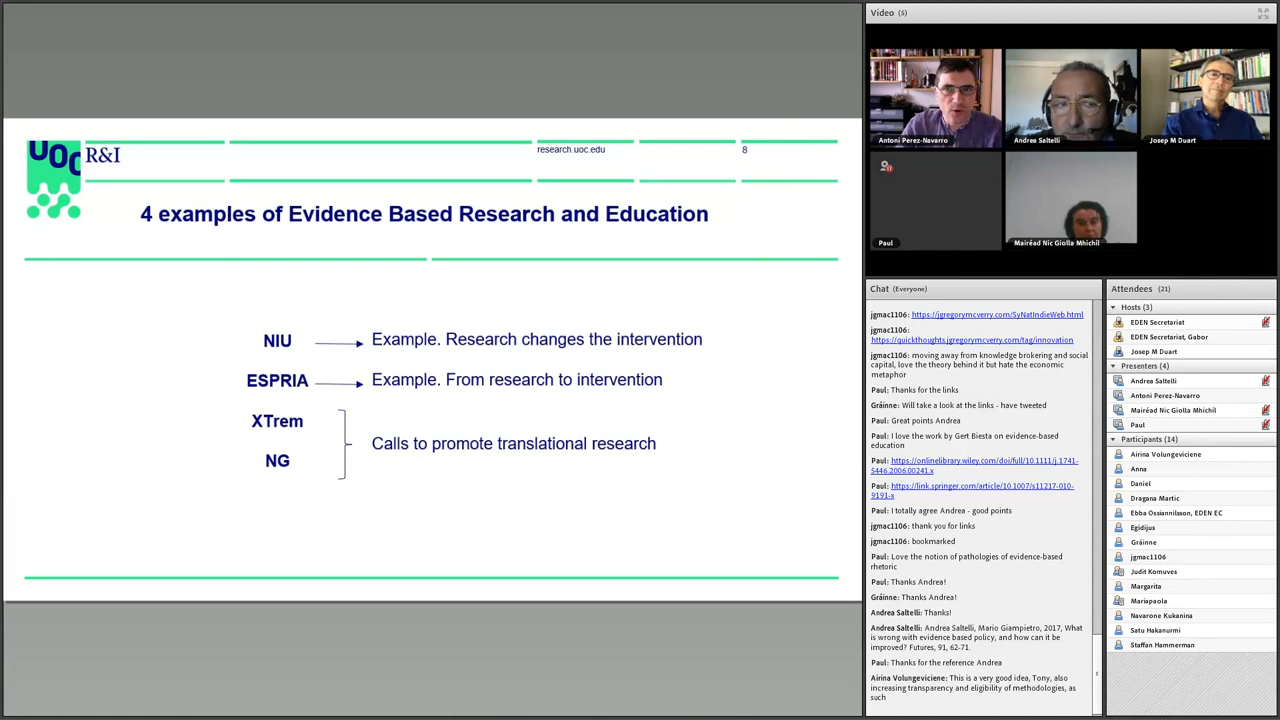 UOC R&I
research.uoc.edu
8
4 examples of Evidence Based Research and Education
NIU
Example. Research changes the intervention
ESPRIA
Example. From research to intervention
XTrem
NG
Calls to promote translational research
Video (5)
Antoni Perez-Navarro
Andrea Saltelli
Josep M Duart
Paul
Mairéad Nic Giolla Mhichíl
Chat (Everyone)
jgmac1106: https://jgregorymcverry.com/SyNatIndieWeb.html
jgmac1106:
https://quickthoughts.jgregorymcverry.com/tag/innovation
jgmac1106: moving away from knowledge brokering and social
capital, love the theory behind it but hate the economic
metaphor
Paul: Thanks for the links
Gráinne: Will take a look at the links - have tweeted
Paul: Great points Andrea
Paul: I love the work by Gert Biesta on evidence-based
education
Paul: https://onlinelibrary.wiley.com/doi/full/10.1111/j.1741-
5446.2006.00241.x
Paul: https://link.springer.com/article/10.1007/s11217-010-
9191-x
Paul: I totally agree Andrea - good points
jgmac1106: thank you for links
jgmac1106: bookmarked
Paul: Love the notion of pathologies of evidence-based
rhetoric
Paul: Thanks Andrea!
Gráinne: Thanks Andrea!
Andrea Saltelli: Thanks!
Andrea Saltelli: Andrea Saltelli, Mario Giampietro, 2017, What
is wrong with evidence based policy, and how can it be
improved? Futures, 91, 62-71.
Paul: Thanks for the reference Andrea
Airina Volungeviciene: This is a very good idea, Tony, also
increasing transparency and eligibility of methodologies, as
such
Attendees (21)
Hosts (3)
EDEN Secretariat
EDEN Secretariat, Gabor
Josep M Duart
Presenters (4)
Andrea Saltelli
Antoni Perez-Navarro
Mairéad Nic Giolla Mhichíl
Paul
Participants (14)
Airina Volungeviciene
Anna
Daniel
Dragana Martic
Ebba Ossiannilsson, EDEN EC
Egidijus
Gráinne
jgmac1106
Judit Komuves
Margarita
Mariapaola
Navarone Kukanina
Satu Hakanurmi
Staffan Hammerman